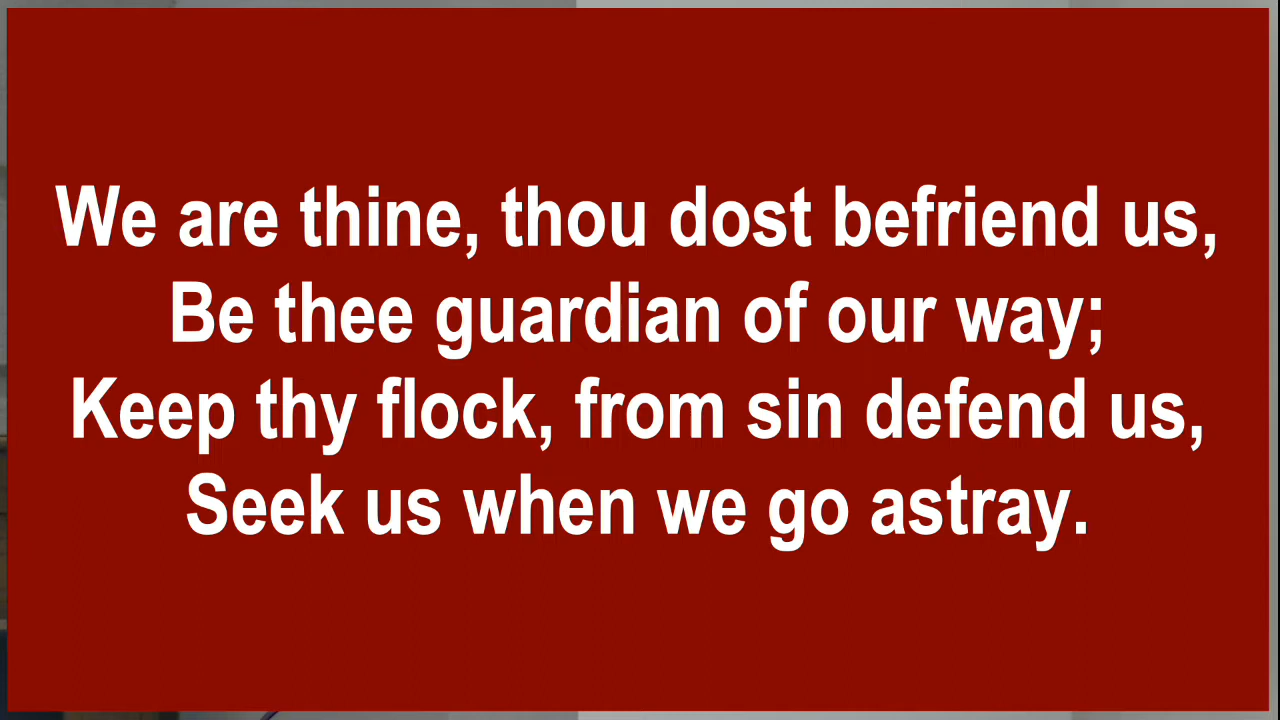 We are thine, thou dost befriend us,
Be thee guardian of our way;
Keep thy flock, from sin defend us,
Seek us when we go astray.